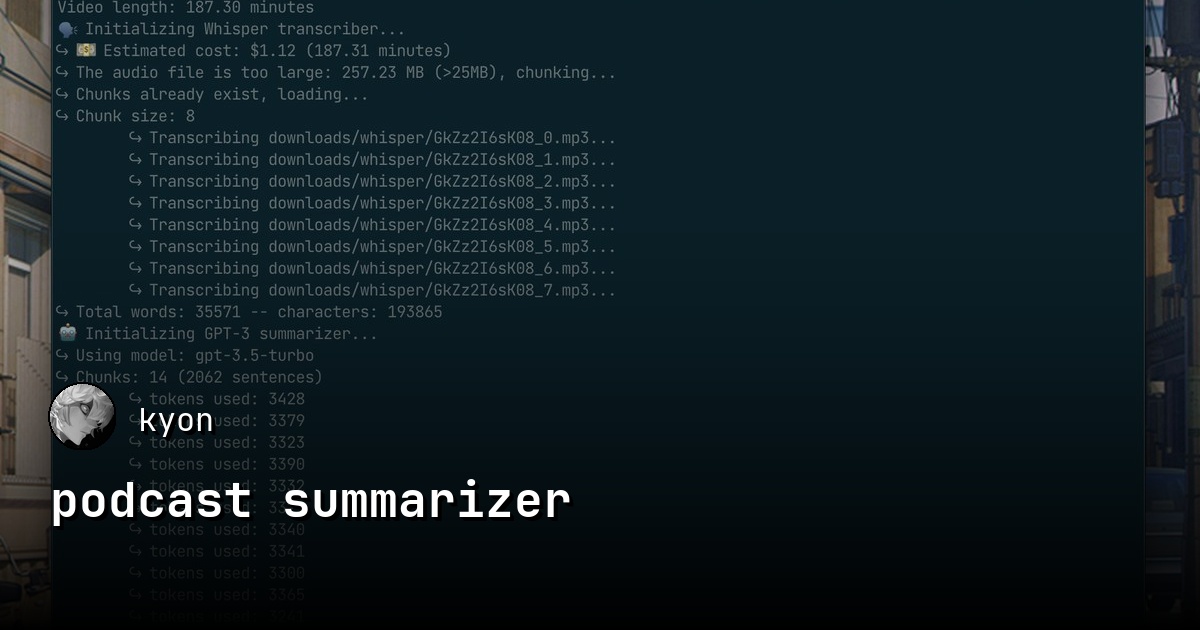 Video length: 187.30 minutes
🗣 Initializing Whisper transcriber...
↪ 💵 Estimated cost: $1.12 (187.31 minutes)
↪ The audio file is too large: 257.23 MB (>25MB), chunking...
↪ Chunks already exist, loading...
↪ Chunk size: 8
↪ Transcribing downloads/whisper/GkZz2I6sK08_0.mp3...
↪ Transcribing downloads/whisper/GkZz2I6sK08_1.mp3...
↪ Transcribing downloads/whisper/GkZz2I6sK08_2.mp3...
↪ Transcribing downloads/whisper/GkZz2I6sK08_3.mp3...
↪ Transcribing downloads/whisper/GkZz2I6sK08_4.mp3...
↪ Transcribing downloads/whisper/GkZz2I6sK08_5.mp3...
↪ Transcribing downloads/whisper/GkZz2I6sK08_6.mp3...
↪ Transcribing downloads/whisper/GkZz2I6sK08_7.mp3...
↪ Total words: 35571 -- characters: 193865
🤖 Initializing GPT-3 summarizer...
↪ Using model: gpt-3.5-turbo
↪ Chunks: 14 (2062 sentences)
↪ tokens used: 3428
↪ tokens used: 3379
kyon
tokens used: 3323
↪ tokens used: 3390
↪ tokens used: 3332
podcast summarizer
↪ tokens used: 3340
↪ tokens used: 3341
↪ tokens used: 3300
↪ tokens used: 3365
↪ tokens used: